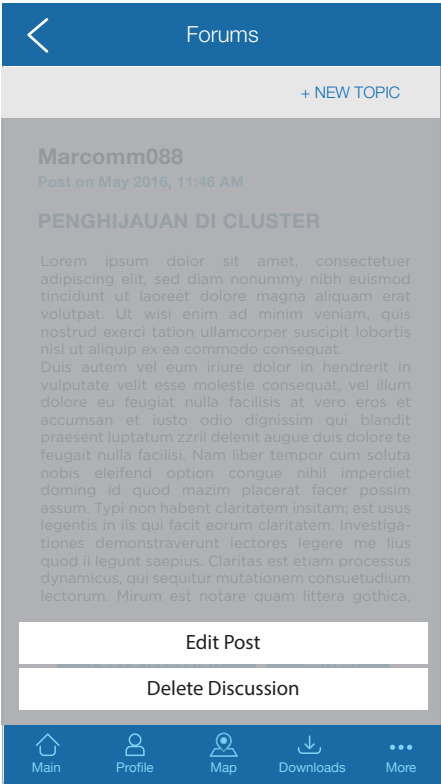 Forums
+ NEW TOPIC
Marcomm088
Post on May 2016, 11:46 AM
PENGHIJAUAN DI CLUSTER
Lorem ipsum dolor sit amet, consectetuer
adipiscing elit, sed diam nonummy nibh euismod
tincidunt ut laoreet dolore magna aliquam erat
volutpat. Ut wisi enim ad minim veniam, quis
nostrud exerci tation ullamcorper suscipit lobortis
nisl ut aliquip ex ea commodo consequat.
Duis autem vel eum iriure dolor in hendrerit in
vulputate velit esse molestie consequat, vel illum
dolore eu feugiat nulla facilisis at vero eros et
accumsan et iusto odio dignissim qui blandit
praesent luptatum zzril delenit augue duis dolore te
feugait nulla facilisi. Nam liber tempor cum soluta
nobis eleifend option congue nihil imperdiet
doming id quod mazim placerat facer possim
assum. Typi non habent claritatem insitam; est usus
legentis in iis qui facit eorum claritatem. Investiga-
tiones demonstraverunt lectores legere me lius
quod ii legunt saepius. Claritas est etiam processus
dynamicus, qui sequitur mutationem consuetudium
lectorum. Mirum est notare quam littera gothica,
Edit Post
Delete Discussion
Main Profile Map Downloads More